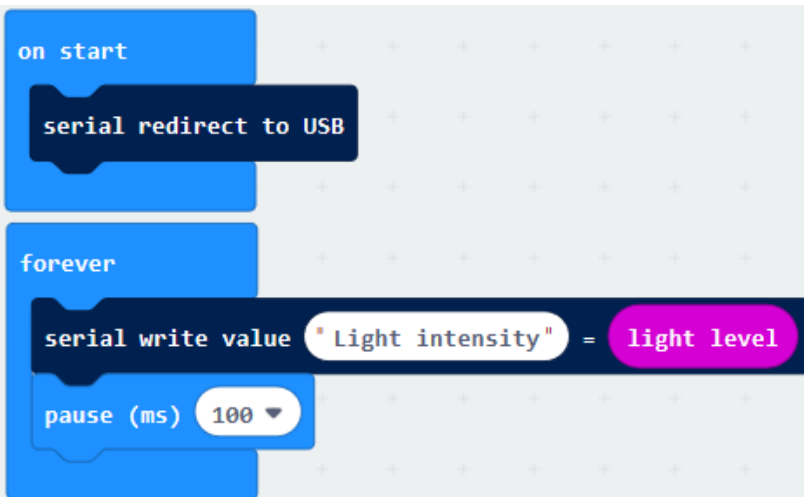 on start
serial redirect to USB
forever
serial write value "Light intensity" = light level
pause (ms) 100